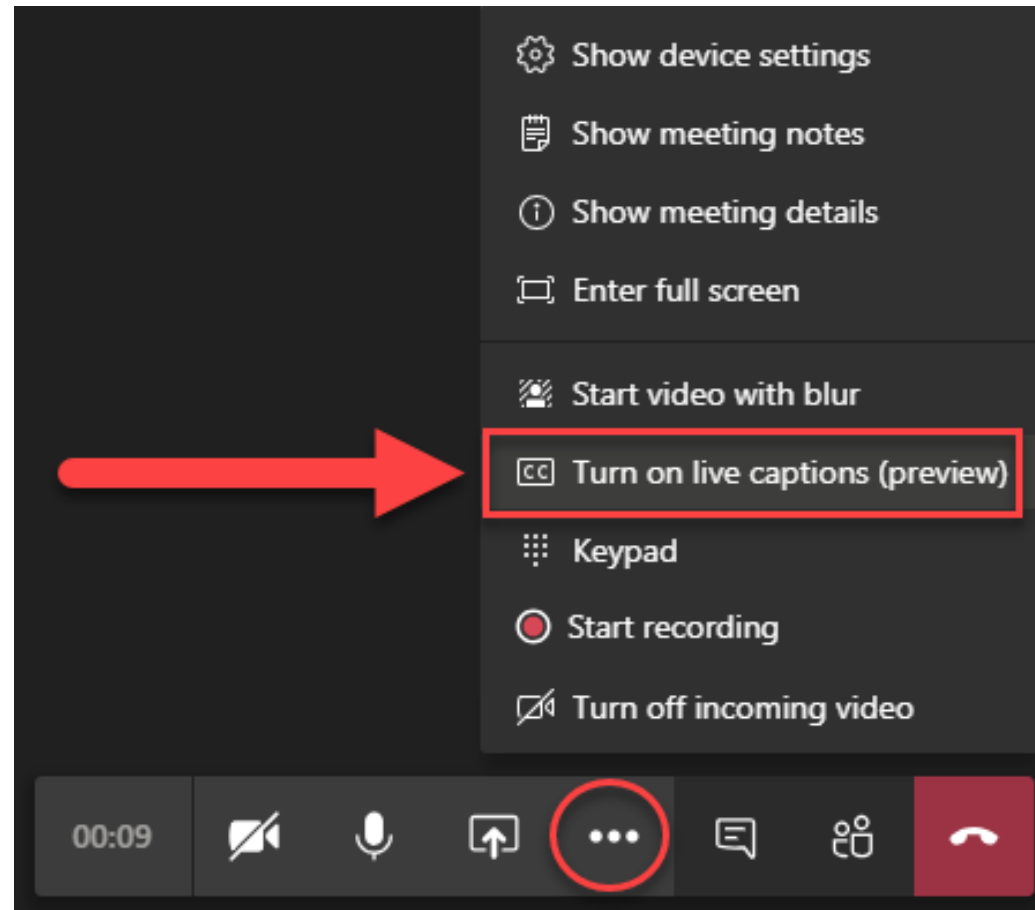 Show device settings
Show meeting notes
Show meeting details
Enter full screen
Start video with blur
CC Turn on live captions (preview)
Keypad
Start recording
Turn off incoming video
00:09